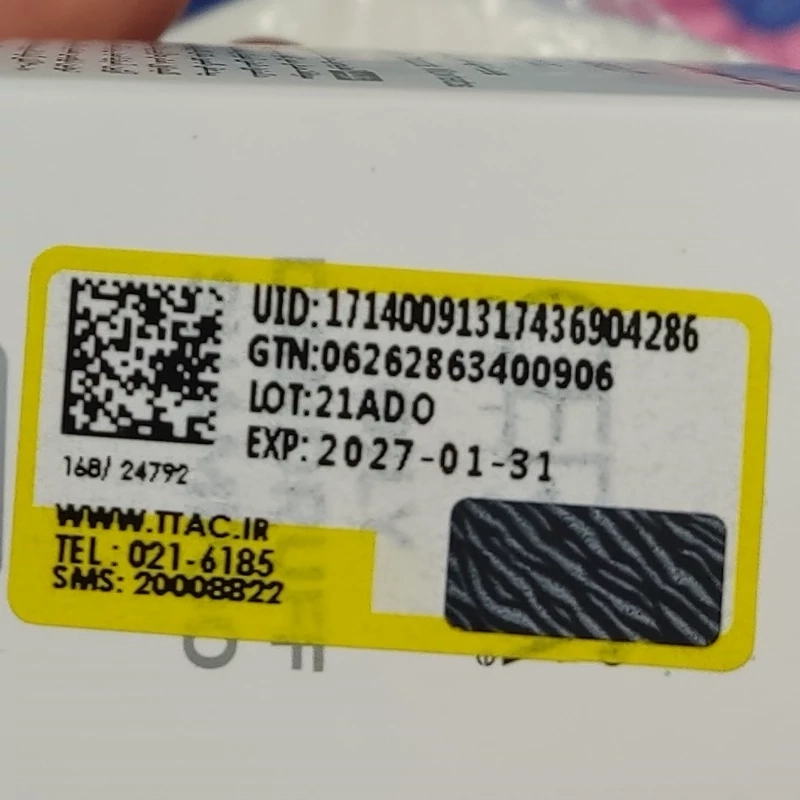 UID:17140091317436904286
GTN:06262863400906
LOT:21ADO
EXP: 2027-01-31
168/ 24792
WWW.TTAC.IR
TEL : 021-6185
SMS: 20008822